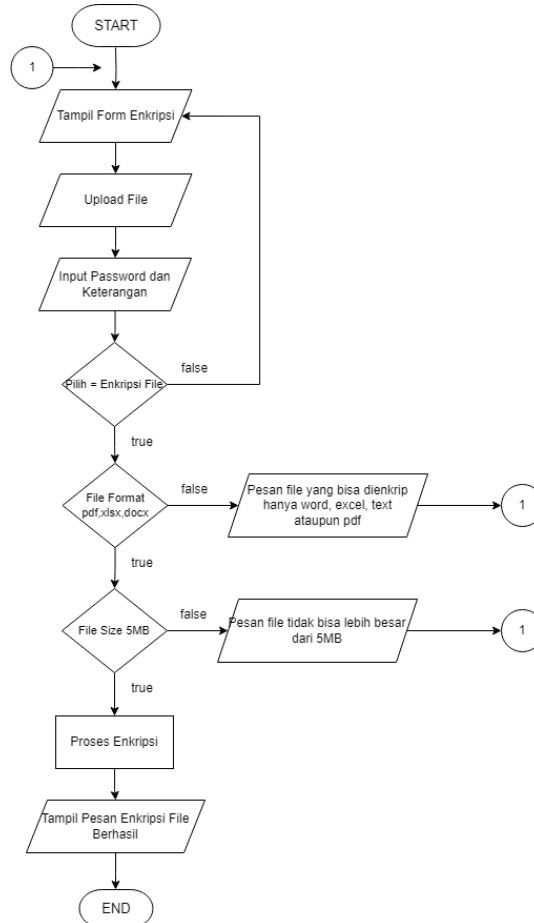 START
1
Tampil Form Enkripsi
Upload File
Input Password dan
Keterangan
Pilih = Enkripsi File
false
true
File Format
pdf,xlsx,docx
false
Pesan file yang bisa dienkrip
hanya word, excel, text
ataupun pdf
1
true
File Size 5MB
false
Pesan file tidak bisa lebih besar
dari 5MB
1
true
Proses Enkripsi
Tampil Pesan Enkripsi File
Berhasil
END